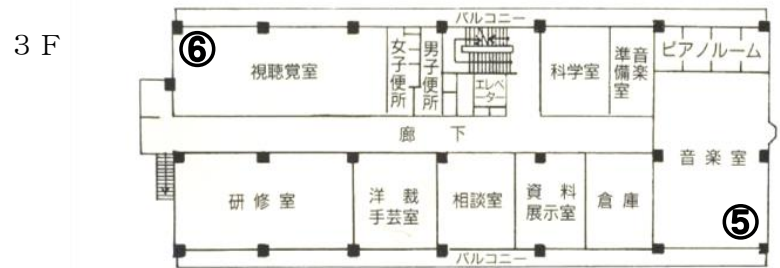 3F
バルコニー
⑥
視聴覚室
女子便所
男子便所
エレベーター
科学室
音楽準備室
ピアノルーム
廊下
音楽室
研修室
洋裁手芸室
相談室
資料展示室
倉庫
⑤
バルコニー